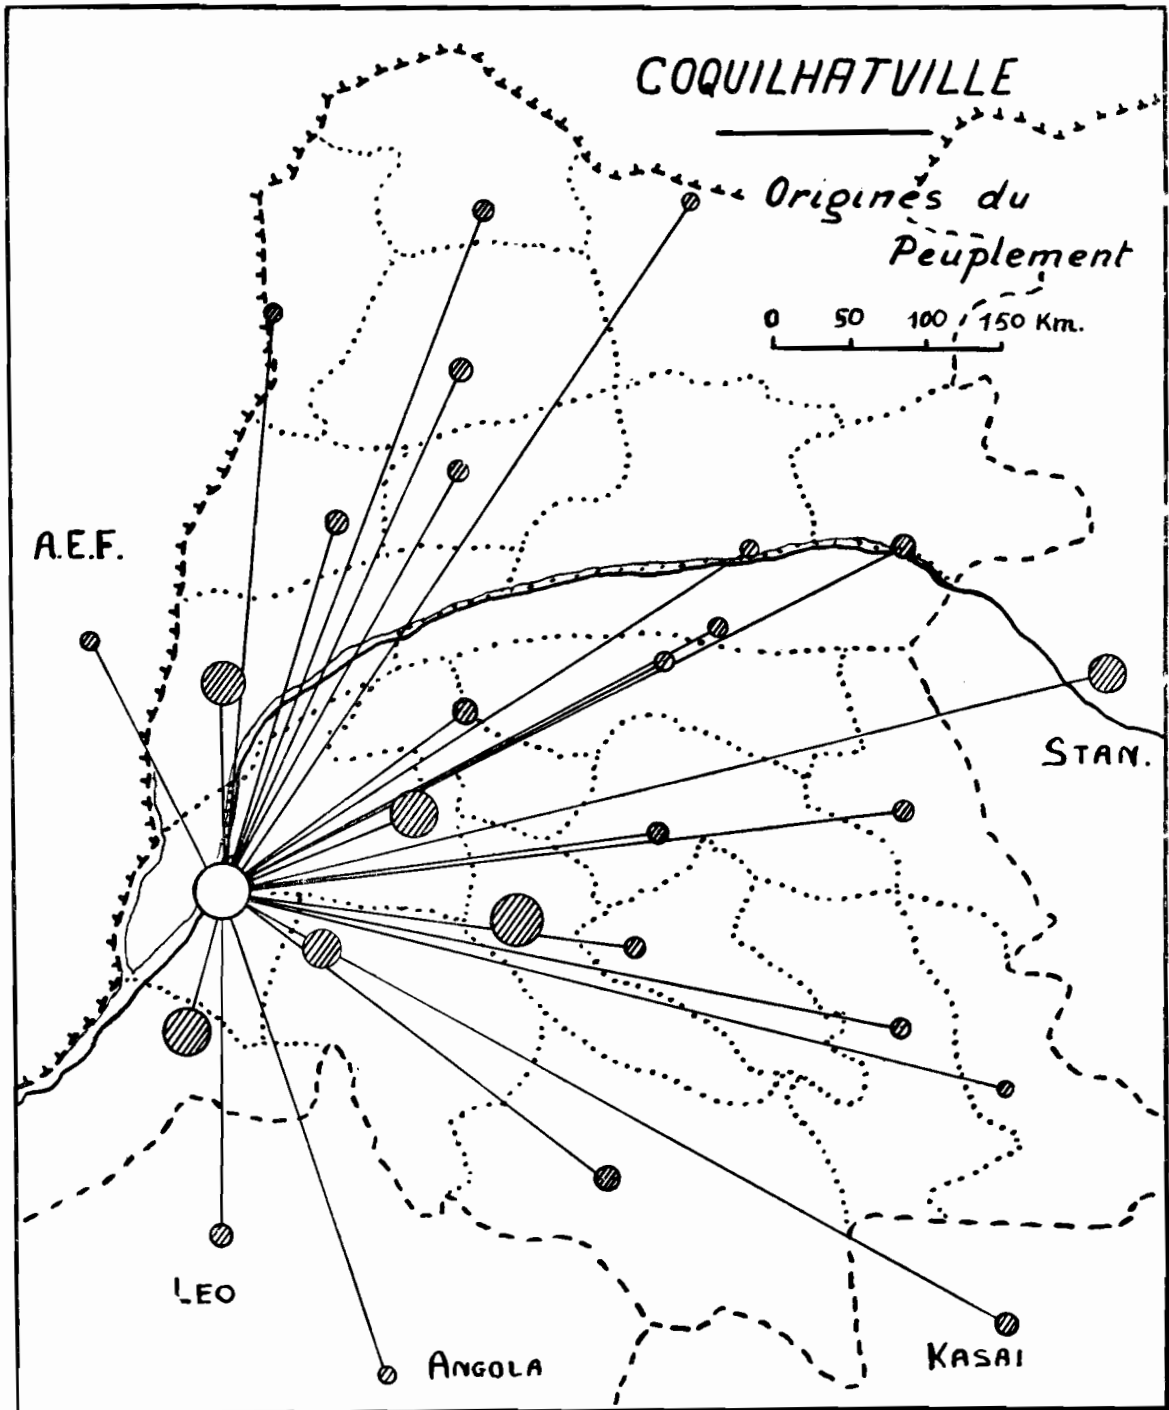 COQUILHATVILLE
Origines du
Peuplement
0 50 100 150 Km.
A.E.F.
STAN.
LEO
ANGOLA
KASAI